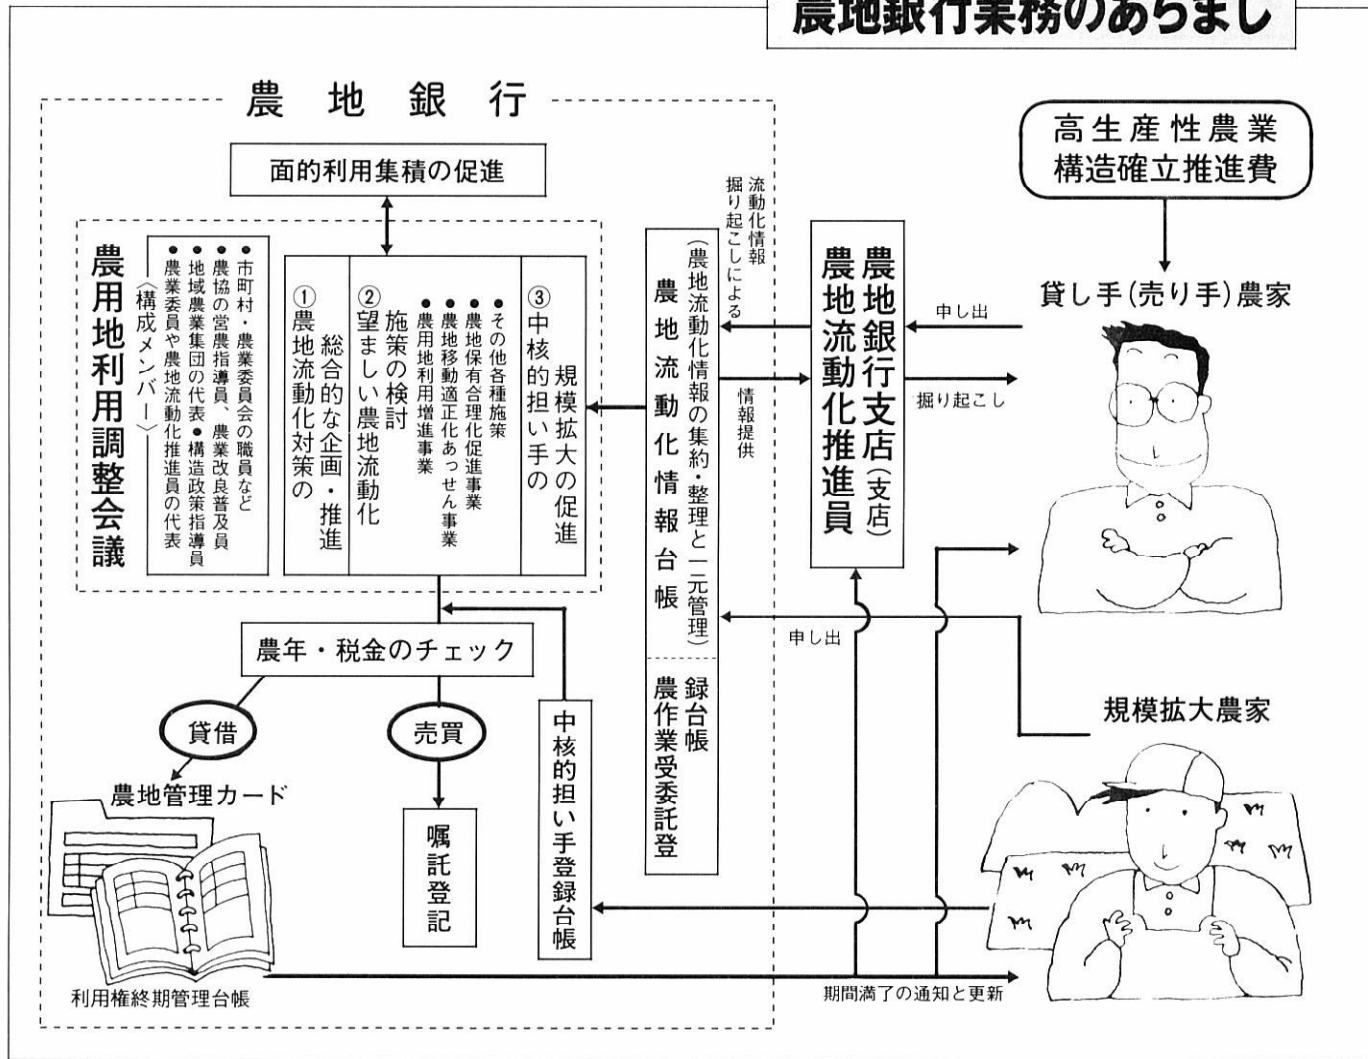 農地銀行業務のあらまし
農地銀行
面的利用集積の促進
農用地利用調整会議
〈構成メンバー〉
●農業委員や農地流動化推進員の代表
●地域農業集団の代表●構造政策指導員
●農協の営農指導員、農業改良普及員
●市町村・農業委員会の職員など
①農地流動化対策の
総合的な企画・推進
②望ましい農地流動化
施策の検討
●農用地利用増進事業
●農地移動適正化あっせん事業
●農地保有合理化促進事業
●その他各種施策
③中核的担い手の
規模拡大の促進
農地流動化情報台帳
(農地流動化情報の集約・整理と一元管理)
農作業受委託登
録台帳
掘り起こしによる
流動化情報
情報提供
農地銀行支店(支店)
農地流動化推進員
高生産性農業
構造確立推進費
貸し手(売り手)農家
申し出
掘り起こし
申し出
規模拡大農家
農年・税金のチェック
貸借
売買
農地管理カード
嘱託登記
中核的担い手登録台帳
利用権終期管理台帳
期間満了の通知と更新